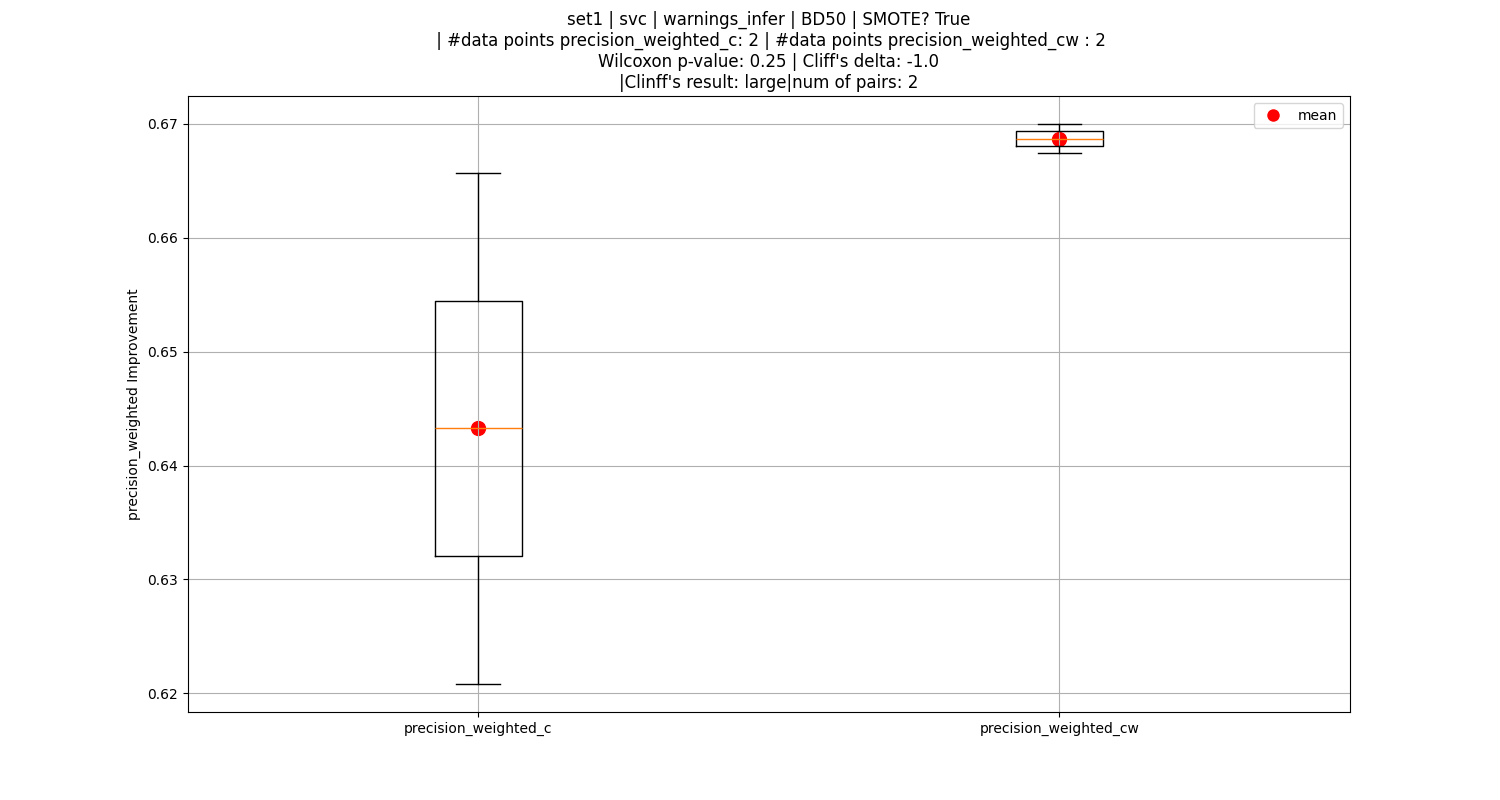 set1 | svc | warnings_infer | BD50 | SMOTE? True
| #data points precision_weighted_c: 2 | #data points precision_weighted_cw : 2
Wilcoxon p-value: 0.25 | Cliff's delta: -1.0
|Clinff's result: large|num of pairs: 2
mean
0.67
0.66
0.65
0.64
0.63
0.62
precision_weighted Improvement
precision_weighted_c
precision_weighted_cw